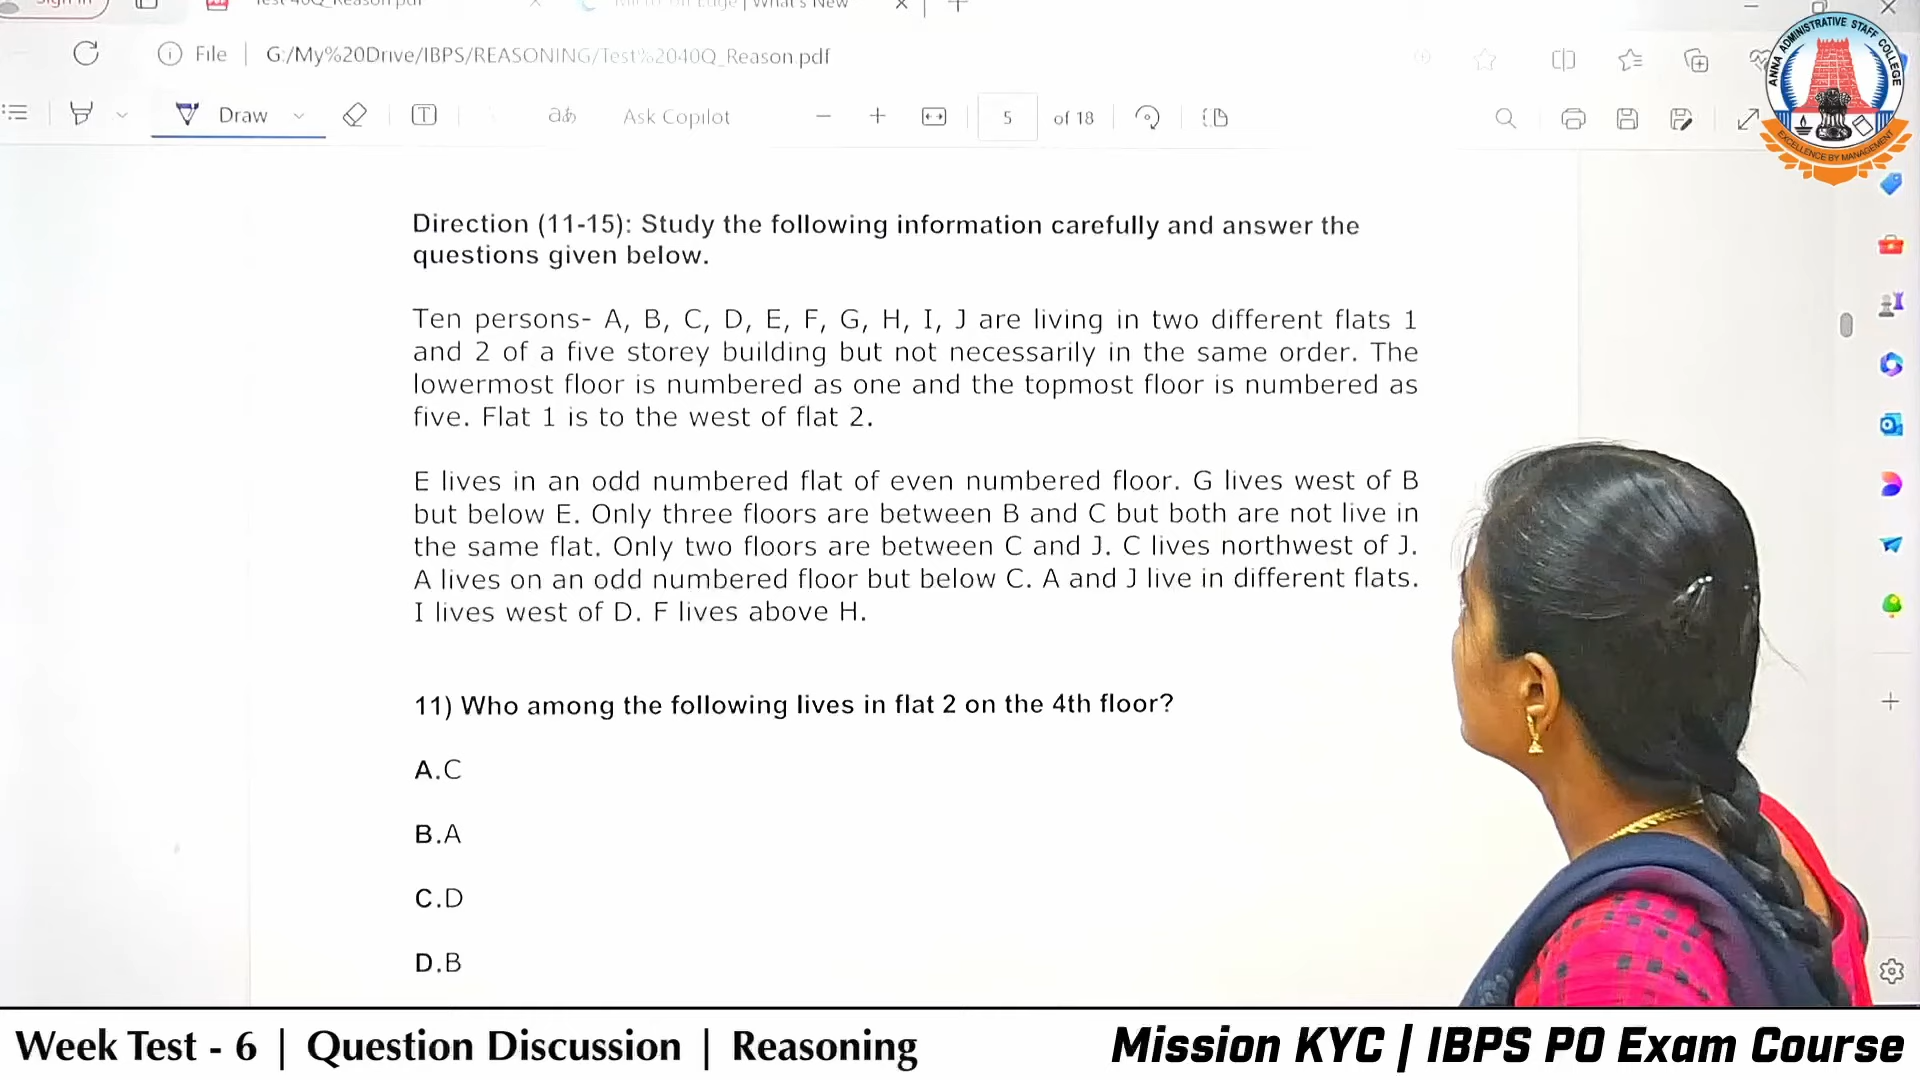 File
G:/My%20Drive/IBPS/REASONING/Test%2040Q_Reason.pdf
Draw
Ask Copilot
5
of 18
ANNA ADMINISTRATIVE STAFF COLLEGE
EXCELLENCE BY MANAGEMENT
Direction (11-15): Study the following information carefully and answer the
questions given below.
Ten persons- A, B, C, D, E, F, G, H, I, J are living in two different flats 1
and 2 of a five storey building but not necessarily in the same order. The
lowermost floor is numbered as one and the topmost floor is numbered as
five. Flat 1 is to the west of flat 2.
E lives in an odd numbered flat of even numbered floor. G lives west of B
but below E. Only three floors are between B and C but both are not live in
the same flat. Only two floors are between C and J. C lives northwest of J.
A lives on an odd numbered floor but below C. A and J live in different flats.
I lives west of D. F lives above H.
11) Who among the following lives in flat 2 on the 4th floor?
A.C
B.A
C.D
D.B
Week Test - 6 | Question Discussion | Reasoning
Mission KYC | IBPS PO Exam Course